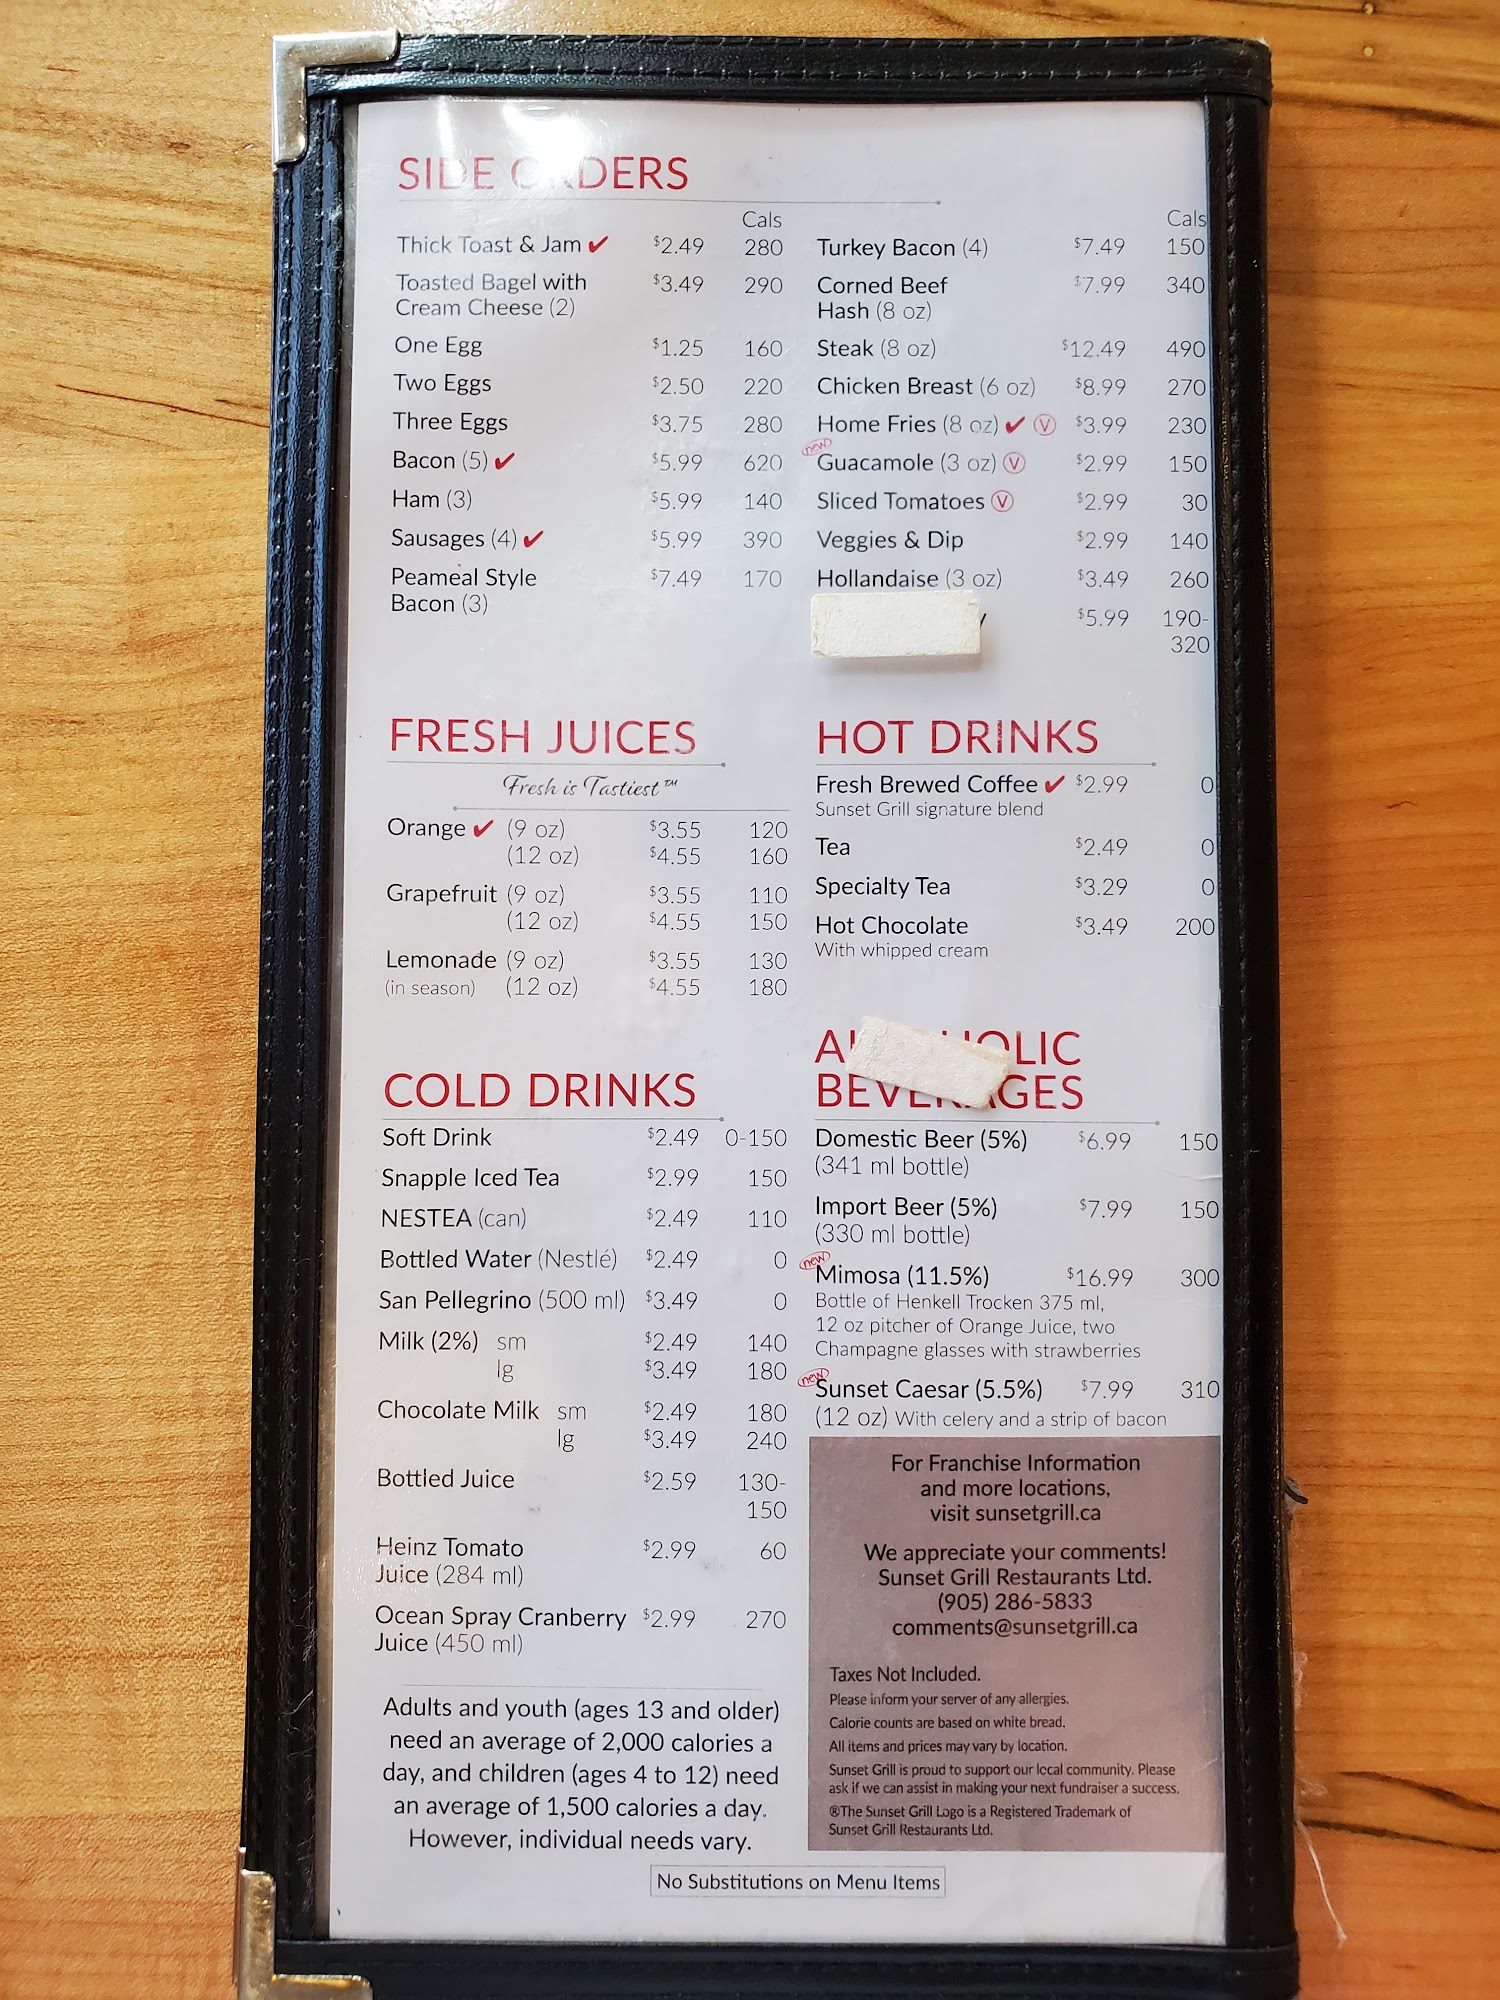 SIDE ORDERS
Cals
Thick Toast & Jam ✔ $2.49 280
Toasted Bagel with $3.49 290
Cream Cheese (2)
One Egg $1.25 160
Two Eggs $2.50 220
Three Eggs $3.75 280
Bacon (5) ✔ $5.99 620
Ham (3) $5.99 140
Sausages (4) ✔ $5.99 390
Peameal Style $7.49 170
Bacon (3)
Cals
Turkey Bacon (4) $7.49 150
Corned Beef $7.99 340
Hash (8 oz)
Steak (8 oz) $12.49 490
Chicken Breast (6 oz) $8.99 270
Home Fries (8 oz) ✔ Ⓥ $3.99 230
new
Guacamole (3 oz) Ⓥ $2.99 150
Sliced Tomatoes Ⓥ $2.99 30
Veggies & Dip $2.99 140
Hollandaise (3 oz) $3.49 260
$5.99 190-
320
FRESH JUICES
Fresh is Tastiest™
Orange ✔ (9 oz) $3.55 120
(12 oz) $4.55 160
Grapefruit (9 oz) $3.55 110
(12 oz) $4.55 150
Lemonade (9 oz) $3.55 130
(in season) (12 oz) $4.55 180
HOT DRINKS
Fresh Brewed Coffee ✔ $2.99 0
Sunset Grill signature blend
Tea $2.49 0
Specialty Tea $3.29 0
Hot Chocolate $3.49 200
With whipped cream
COLD DRINKS
Soft Drink $2.49 0-150
Snapple Iced Tea $2.99 150
NESTEA (can) $2.49 110
Bottled Water (Nestlé) $2.49 0
San Pellegrino (500 ml) $3.49 0
Milk (2%) sm $2.49 140
lg $3.49 180
Chocolate Milk sm $2.49 180
lg $3.49 240
Bottled Juice $2.59 130-
150
Heinz Tomato $2.99 60
Juice (284 ml)
Ocean Spray Cranberry $2.99 270
Juice (450 ml)
Adults and youth (ages 13 and older)
need an average of 2,000 calories a
day, and children (ages 4 to 12) need
an average of 1,500 calories a day.
However, individual needs vary.
ALCOHOLIC
BEVERAGES
Domestic Beer (5%) $6.99 150
(341 ml bottle)
Import Beer (5%) $7.99 150
(330 ml bottle)
new
Mimosa (11.5%) $16.99 300
Bottle of Henkell Trocken 375 ml,
12 oz pitcher of Orange Juice, two
Champagne glasses with strawberries
new
Sunset Caesar (5.5%) $7.99 310
(12 oz) With celery and a strip of bacon
For Franchise Information
and more locations,
visit sunsetgrill.ca
We appreciate your comments!
Sunset Grill Restaurants Ltd.
(905) 286-5833
comments@sunsetgrill.ca
Taxes Not Included.
Please inform your server of any allergies.
Calorie counts are based on white bread.
All items and prices may vary by location.
Sunset Grill is proud to support our local community. Please
ask if we can assist in making your next fundraiser a success.
®The Sunset Grill Logo is a Registered Trademark of
Sunset Grill Restaurants Ltd.
No Substitutions on Menu Items